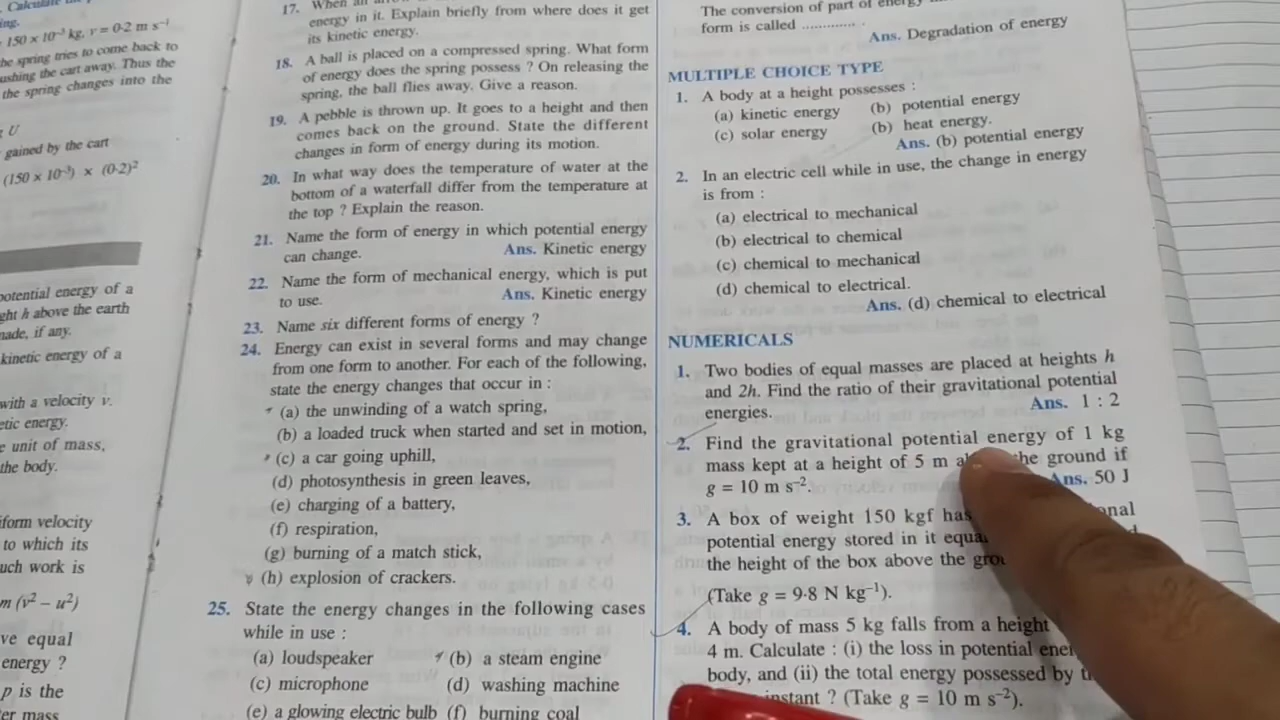 Calculate
ing.
150 × 10⁻³ kg, v = 0·2 m s⁻¹
he spring tries to come back to
ushing the cart away. Thus the
the spring changes into the
U
gained by the cart
(150 × 10⁻³) × (0·2)²
potential energy of a
ght h above the earth
made, if any.
kinetic energy of a
with a velocity v.
etic energy.
e unit of mass,
the body.
iform velocity
to which its
uch work is
m (v² – u²)
ve equal
energy ?
p is the
er mass
17. When an
energy in it. Explain briefly from where does it get
its kinetic energy.
18. A ball is placed on a compressed spring. What form
of energy does the spring possess ? On releasing the
spring, the ball flies away. Give a reason.
19. A pebble is thrown up. It goes to a height and then
comes back on the ground. State the different
changes in form of energy during its motion.
20. In what way does the temperature of water at the
bottom of a waterfall differ from the temperature at
the top ? Explain the reason.
21. Name the form of energy in which potential energy
can change. Ans. Kinetic energy
22. Name the form of mechanical energy, which is put
to use. Ans. Kinetic energy
23. Name six different forms of energy ?
24. Energy can exist in several forms and may change
from one form to another. For each of the following,
state the energy changes that occur in :
(a) the unwinding of a watch spring,
(b) a loaded truck when started and set in motion,
(c) a car going uphill,
(d) photosynthesis in green leaves,
(e) charging of a battery,
(f) respiration,
(g) burning of a match stick,
(h) explosion of crackers.
25. State the energy changes in the following cases
while in use :
(a) loudspeaker (b) a steam engine
(c) microphone (d) washing machine
(e) a glowing electric bulb (f) burning coal
The conversion of part of energy
form is called .............
Ans. Degradation of energy
MULTIPLE CHOICE TYPE
1. A body at a height possesses :
(a) kinetic energy (b) potential energy
(c) solar energy (b) heat energy.
Ans. (b) potential energy
2. In an electric cell while in use, the change in energy
is from :
(a) electrical to mechanical
(b) electrical to chemical
(c) chemical to mechanical
(d) chemical to electrical.
Ans. (d) chemical to electrical
NUMERICALS
1. Two bodies of equal masses are placed at heights h
and 2h. Find the ratio of their gravitational potential
energies. Ans. 1 : 2
2. Find the gravitational potential energy of 1 kg
mass kept at a height of 5 m the ground if
g = 10 m s⁻². Ans. 50 J
3. A box of weight 150 kgf has onal
potential energy stored in it equa
the height of the box above the gro
(Take g = 9·8 N kg⁻¹).
4. A body of mass 5 kg falls from a height
4 m. Calculate : (i) the loss in potential ener
body, and (ii) the total energy possessed by
instant ? (Take g = 10 m s⁻²).